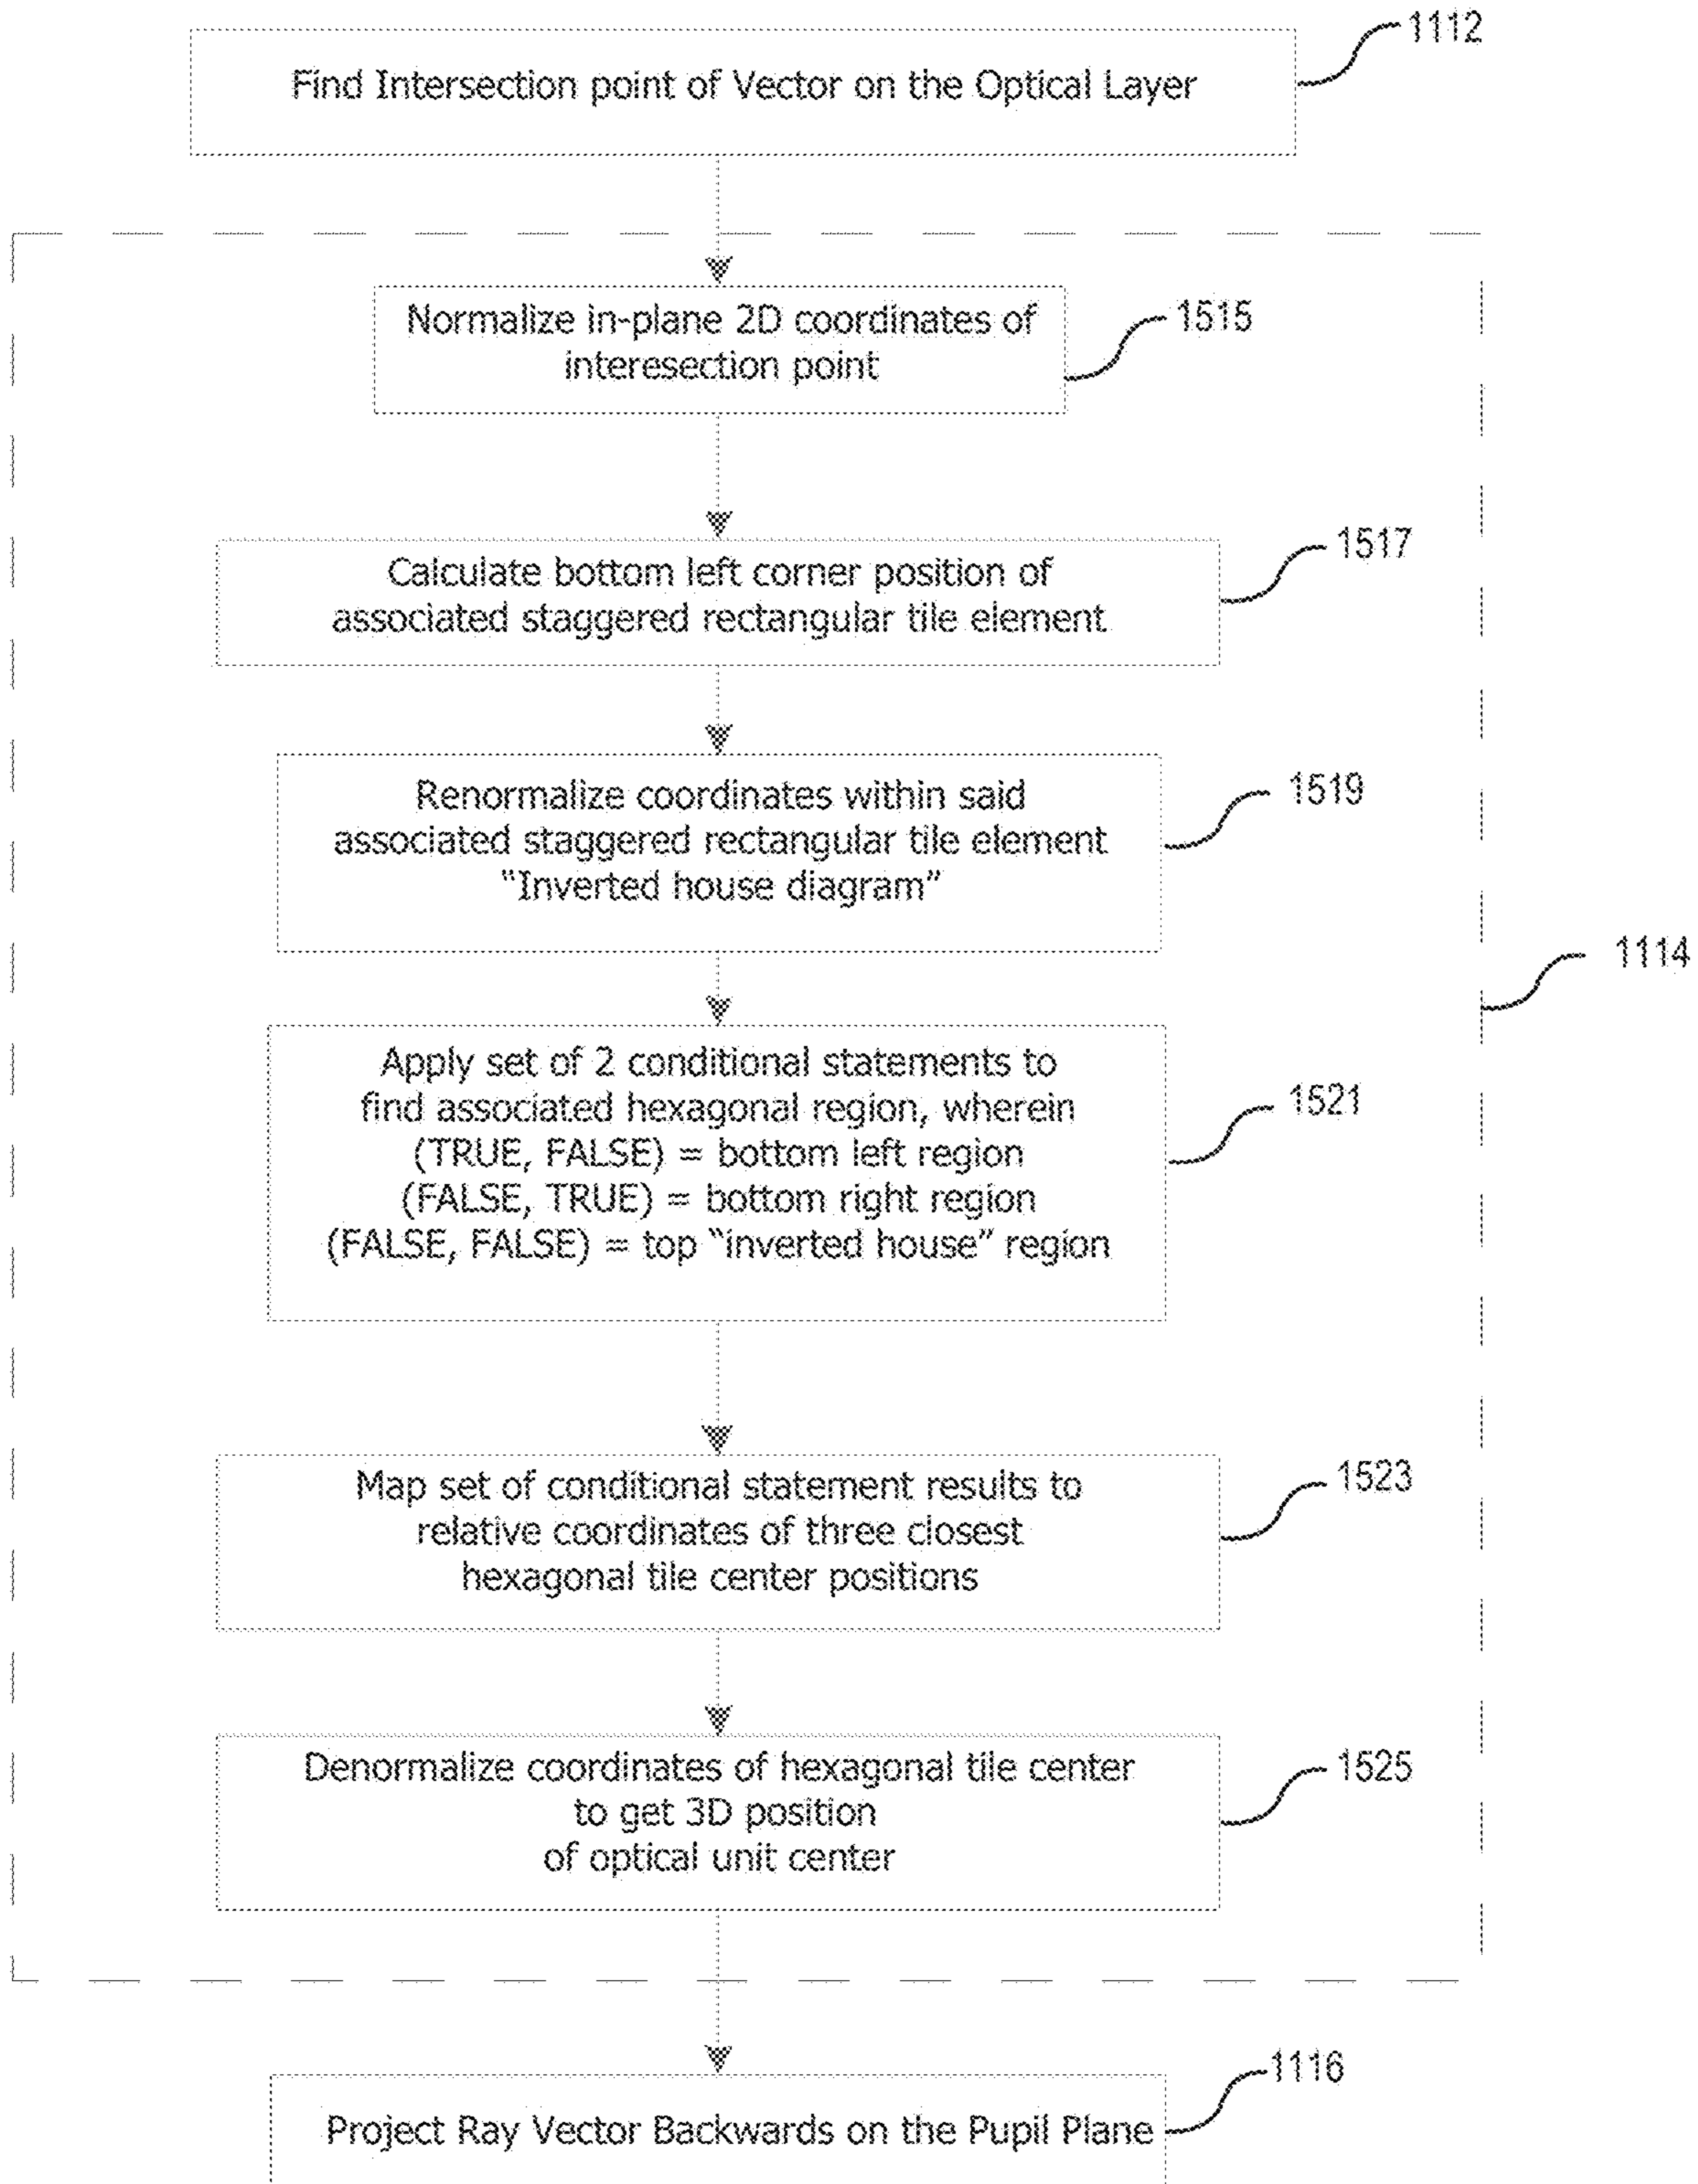 1112
Find Intersection point of Vector on the Optical Layer
Normalize in-plane 2D coordinates of
interesection point
1515
Calculate bottom left corner position of
associated staggered rectangular tile element
1517
Renormalize coordinates within said
associated staggered rectangular tile element
“Inverted house diagram”
1519
1114
Apply set of 2 conditional statements to
find associated hexagonal region, wherein
(TRUE, FALSE) = bottom left region
(FALSE, TRUE) = bottom right region
(FALSE, FALSE) = top “inverted house” region
1521
Map set of conditional statement results to
relative coordinates of three closest
hexagonal tile center positions
1523
Denormalize coordinates of hexagonal tile center
to get 3D position
of optical unit center
1525
1116
Project Ray Vector Backwards on the Pupil Plane